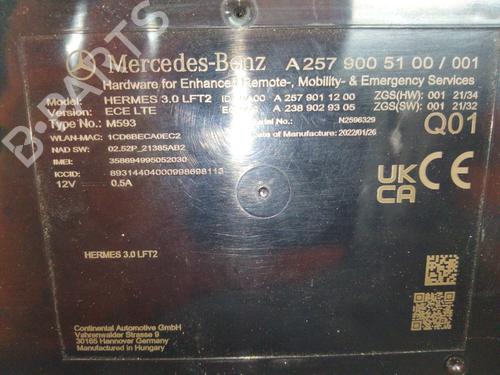 Mercedes-Benz A 257 900 51 00 / 001
Hardware for Enhanced Remote-, Mobility- & Emergency Services
Model: HERMES 3.0 LFT2 A 257 901 12 00 ZGS(HW): 001 21/34
Version: ECE LTE A 238 902 93 05 ZGS(SW): 001 21/32
Type No.: M593 Serial No.: N2596329 Q01
WLAN-MAC: 1CD6BECA0EC2 Date of Manufacture: 2022/01/26
NAD SW: 02.52P_21385AB2
IMEI: 358694995052030
ICCID: 89314404000998698113
12V 0.5A
UK CA CE
HERMES 3.0 LFT2
Continental Automotive GmbH
Vahrenwalder Strasse 9
30165 Hannover Germany
Manufactured in Hungary
B-PARTS